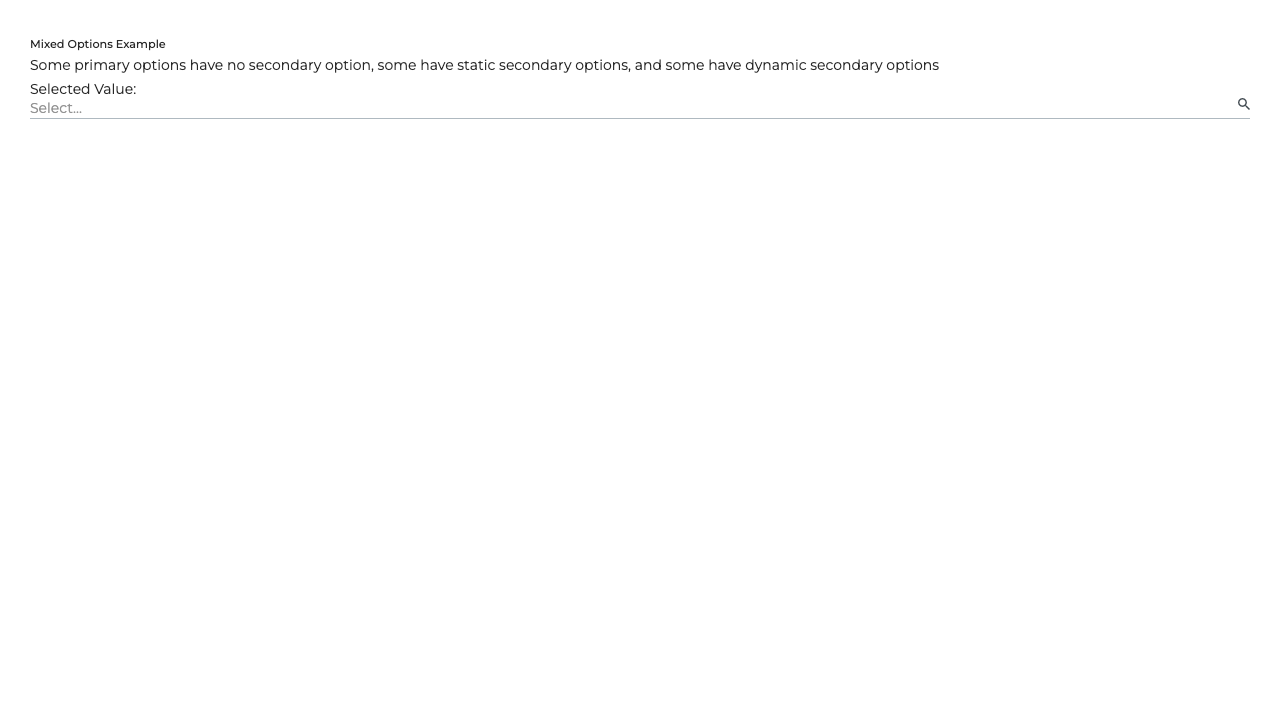 Mixed Options Example
Some primary options have no secondary option, some have static secondary options, and some have dynamic secondary options
Selected Value:
Select...